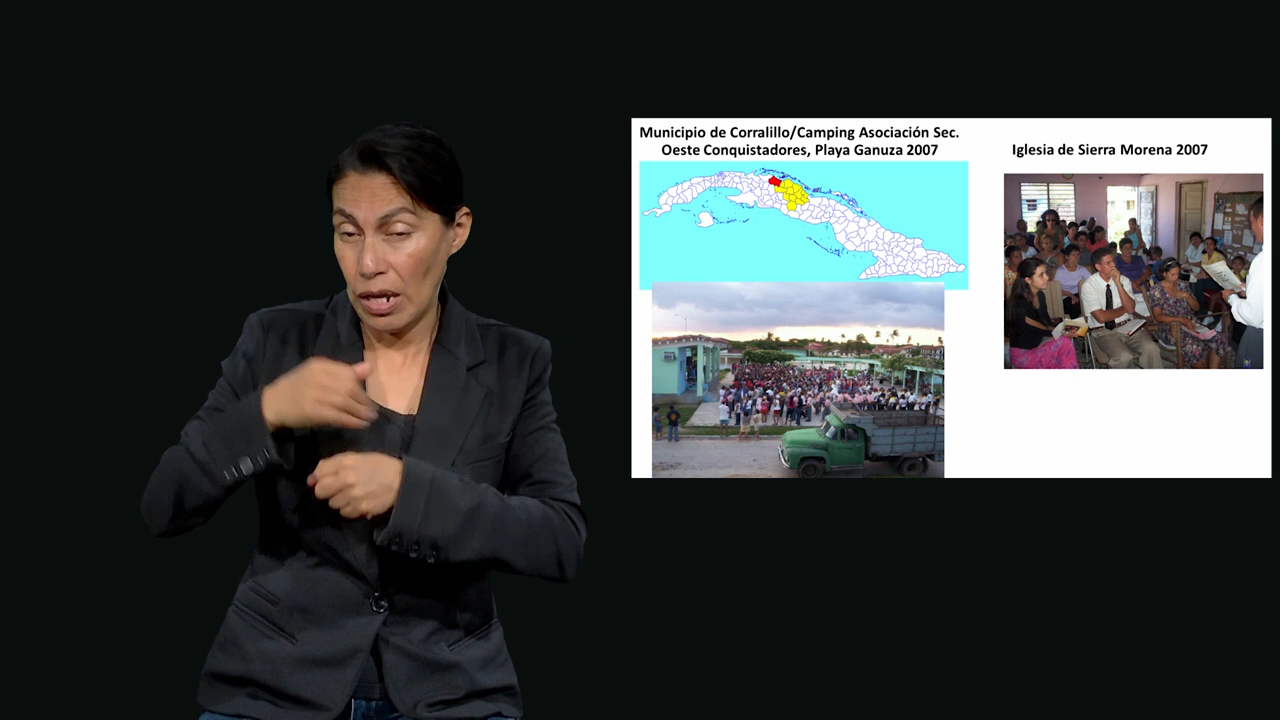 Municipio de Corralillo/Camping Asociación Sec.
Oeste Conquistadores, Playa Ganuza 2007
Iglesia de Sierra Morena 2007